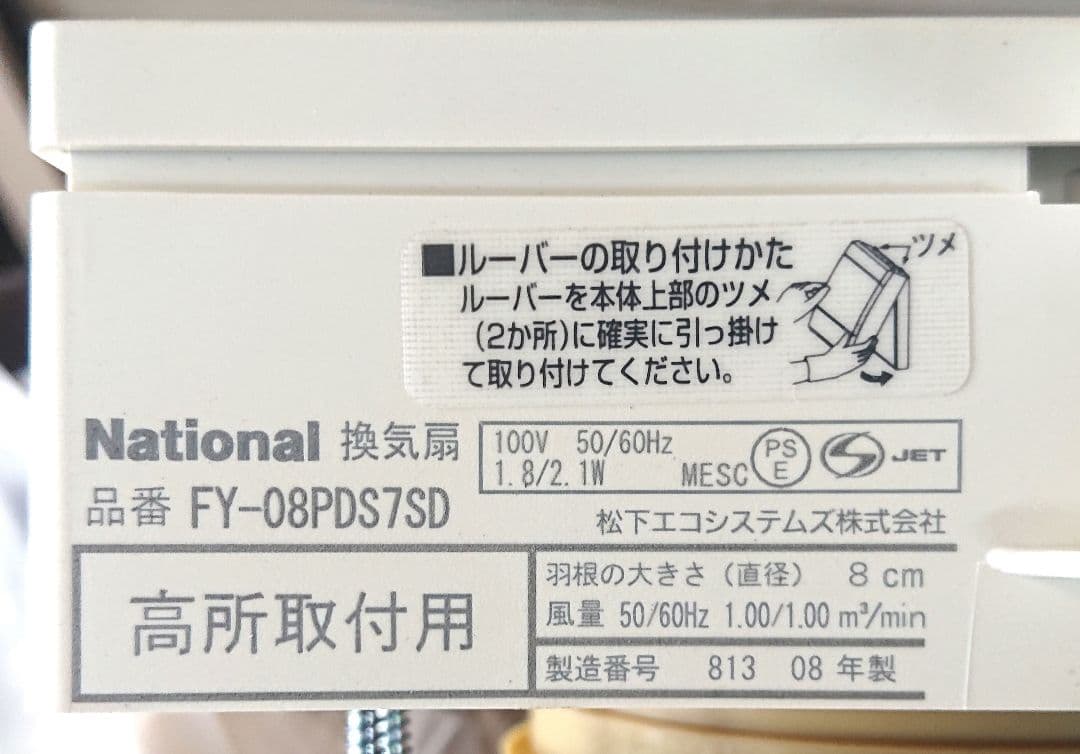 ■ルーバーの取り付けかた
ツメ
ルーバーを本体上部のツメ
(2か所)に確実に引っ掛け
て取り付けてください。
National 換気扇
100V 50/60Hz
1.8/2.1W MESC PSE JET
品番 FY-08PDS7SD
松下エコシステムズ株式会社
高所取付用
羽根の大きさ(直径) 8 cm
風量 50/60Hz 1.00/1.00 m³/min
製造番号 813 08 年製